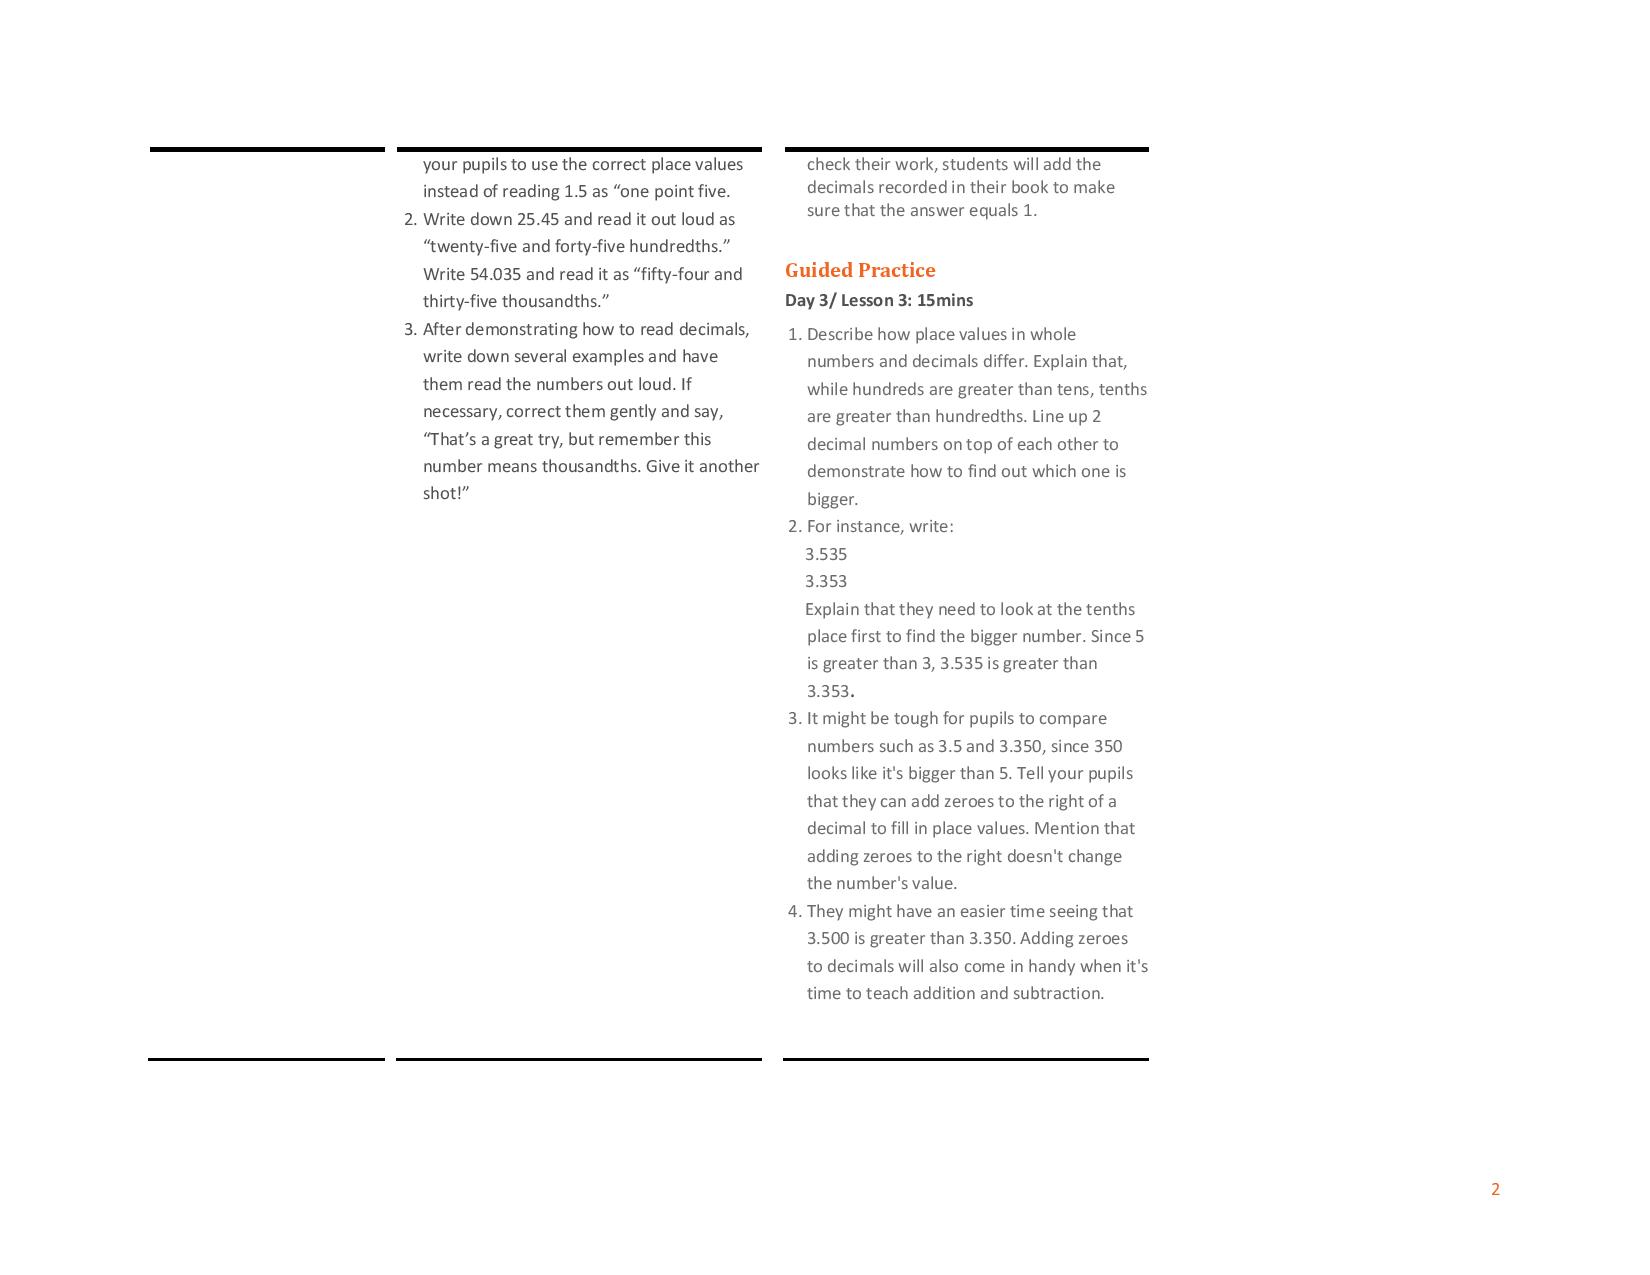 your pupils to use the correct place values
instead of reading 1.5 as “one point five.
2. Write down 25.45 and read it out loud as
“twenty-five and forty-five hundredths.”
Write 54.035 and read it as “fifty-four and
thirty-five thousandths.”
3. After demonstrating how to read decimals,
write down several examples and have
them read the numbers out loud. If
necessary, correct them gently and say,
“That’s a great try, but remember this
number means thousandths. Give it another
shot!”
check their work, students will add the
decimals recorded in their book to make
sure that the answer equals 1.
Guided Practice
Day 3/ Lesson 3: 15mins
1. Describe how place values in whole
numbers and decimals differ. Explain that,
while hundreds are greater than tens, tenths
are greater than hundredths. Line up 2
decimal numbers on top of each other to
demonstrate how to find out which one is
bigger.
2. For instance, write:
3.535
3.353
Explain that they need to look at the tenths
place first to find the bigger number. Since 5
is greater than 3, 3.535 is greater than
3.353.
3. It might be tough for pupils to compare
numbers such as 3.5 and 3.350, since 350
looks like it's bigger than 5. Tell your pupils
that they can add zeroes to the right of a
decimal to fill in place values. Mention that
adding zeroes to the right doesn't change
the number's value.
4. They might have an easier time seeing that
3.500 is greater than 3.350. Adding zeroes
to decimals will also come in handy when it's
time to teach addition and subtraction.
2